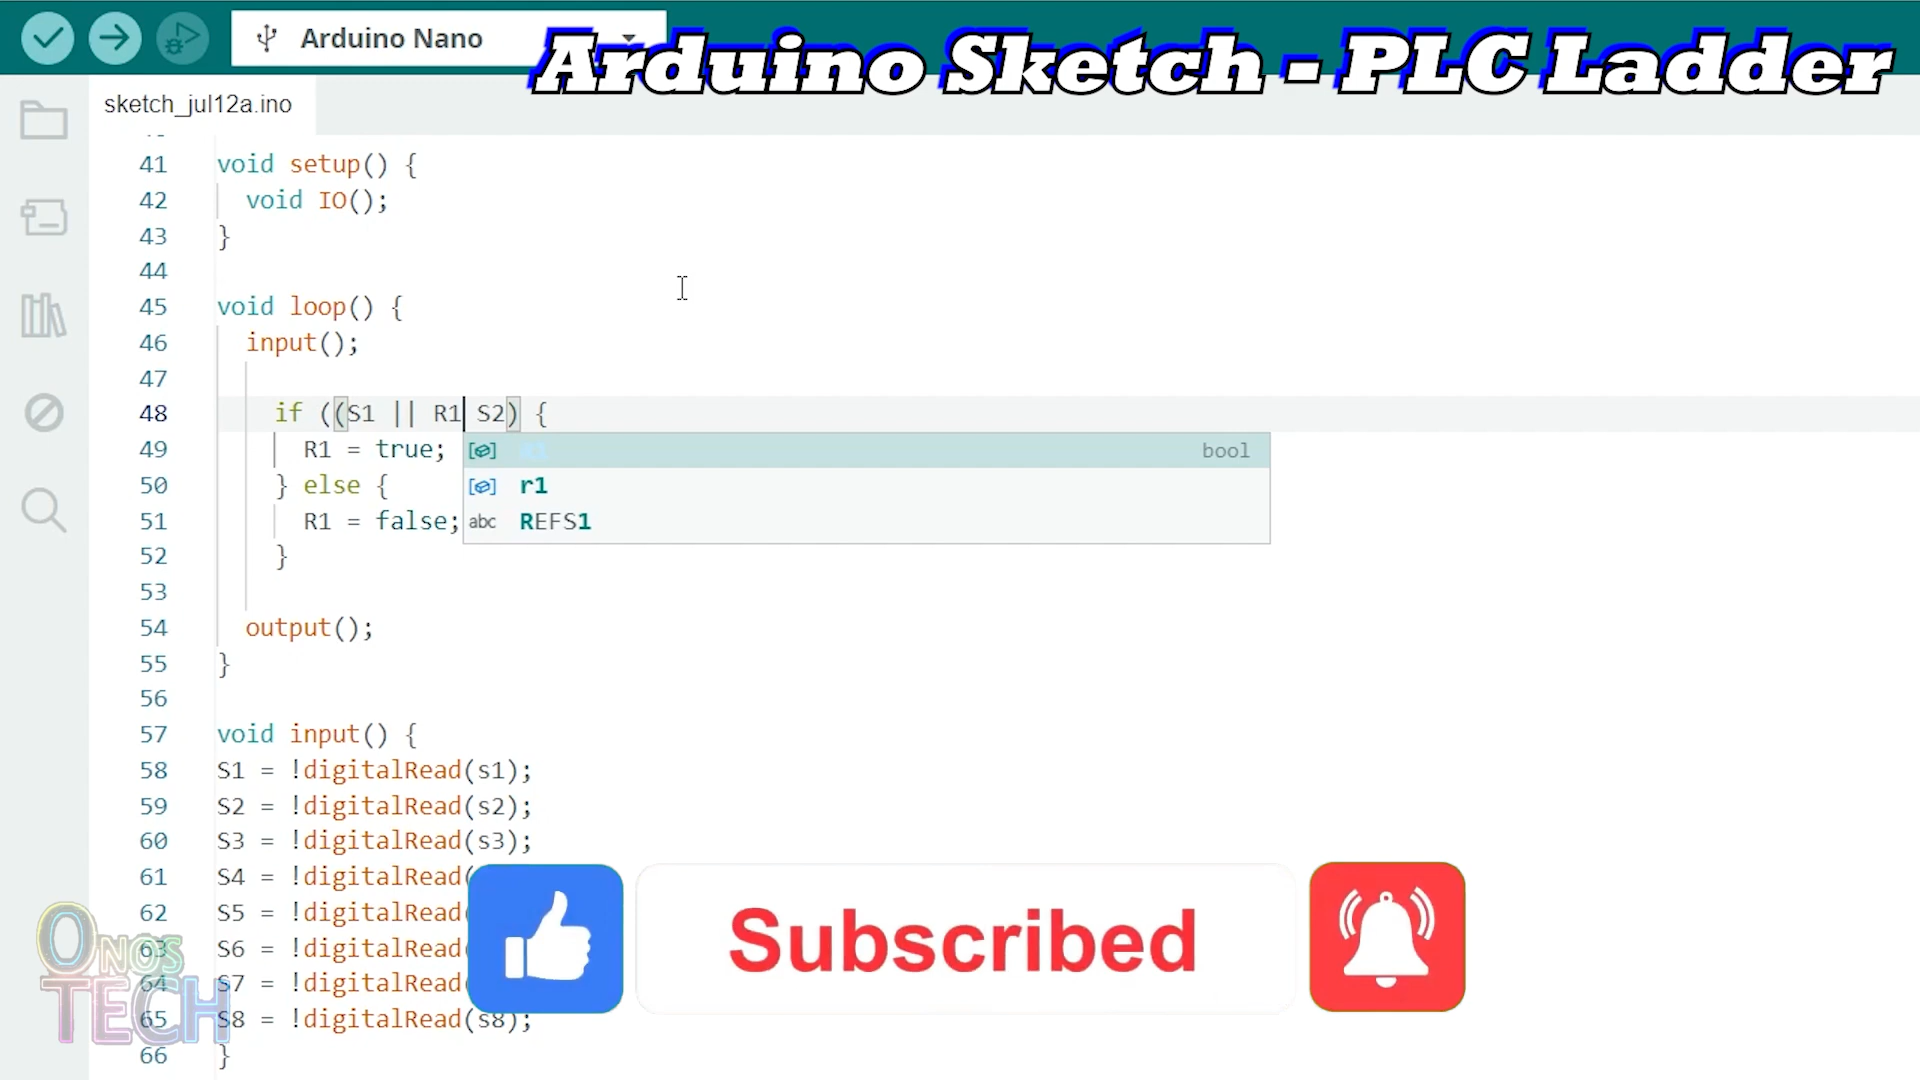 Arduino Nano
Arduino Sketch - PLC Ladder
sketch_jul12a.ino
41 void setup() {
42 void IO();
43 }
44
45 void loop() {
46 input();
47
48 if ((S1 || R1 S2) {
49 R1 = true;
bool
50 } else {
r1
51 R1 = false;
abc REFS1
52 }
53
54 output();
55 }
56
57 void input() {
58 S1 = !digitalRead(s1);
59 S2 = !digitalRead(s2);
60 S3 = !digitalRead(s3);
61 S4 = !digitalRead(
62 S5 = !digitalRead(
63 S6 = !digitalRead(
64 S7 = !digitalRead(
65 S8 = !digitalRead(s8);
66 }
Subscribed
ONOS
TECH